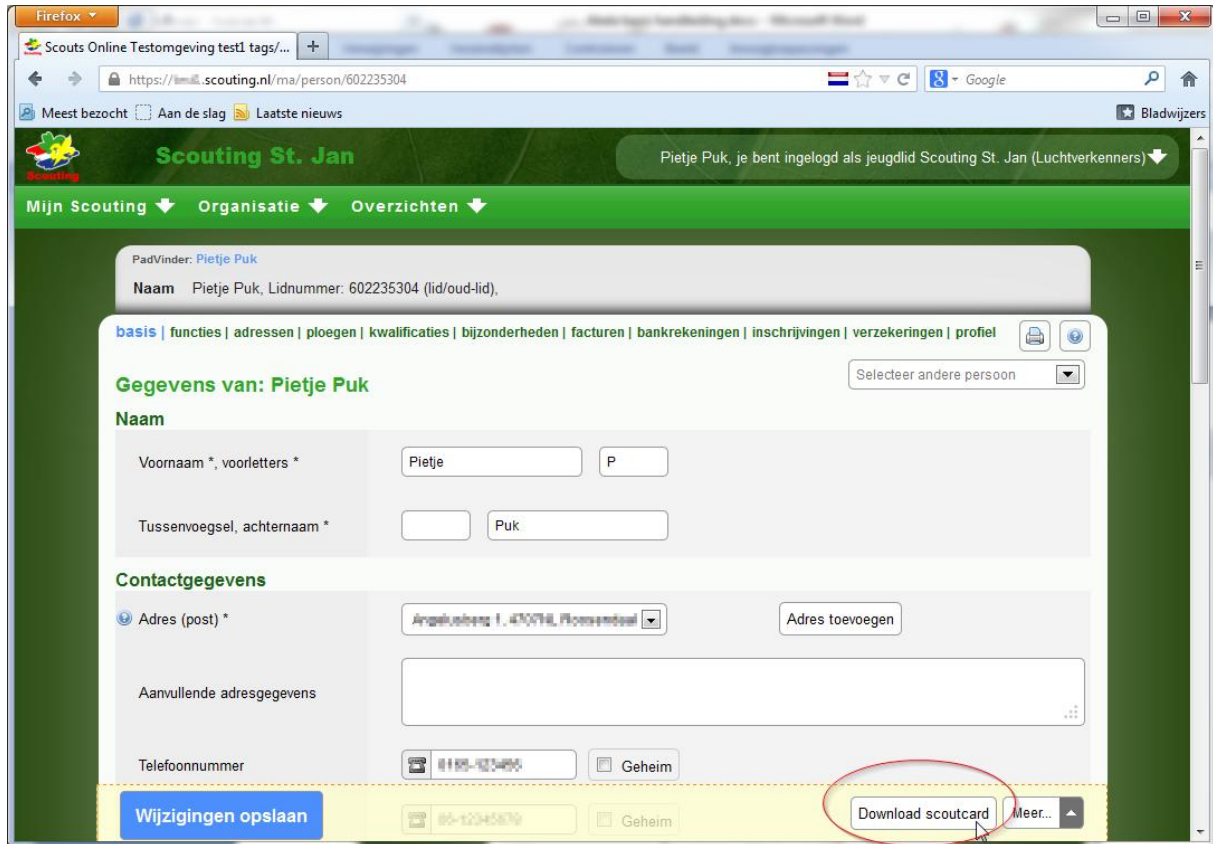 Firefox
Scouts Online Testomgeving test1 tags/... +
https:// .scouting.nl/ma/person/602235304
Google
Meest bezocht Aan de slag Laatste nieuws Bladwijzers
Scouting
Scouting St. Jan
Pietje Puk, je bent ingelogd als jeugdlid Scouting St. Jan (Luchtverkenners)
Mijn Scouting Organisatie Overzichten
PadVinder: Pietje Puk
Naam Pietje Puk, Lidnummer: 602235304 (lid/oud-lid),
basis | functies | adressen | ploegen | kwalificaties | bijzonderheden | facturen | bankrekeningen | inschrijvingen | verzekeringen | profiel
Selecteer andere persoon
Gegevens van: Pietje Puk
Naam
Voornaam *, voorletters * Pietje P
Tussenvoegsel, achternaam * Puk
Contactgegevens
Adres (post) * Adres toevoegen
Aanvullende adresgegevens
Telefoonnummer Geheim
Wijzigingen opslaan Geheim Download scoutcard Meer...